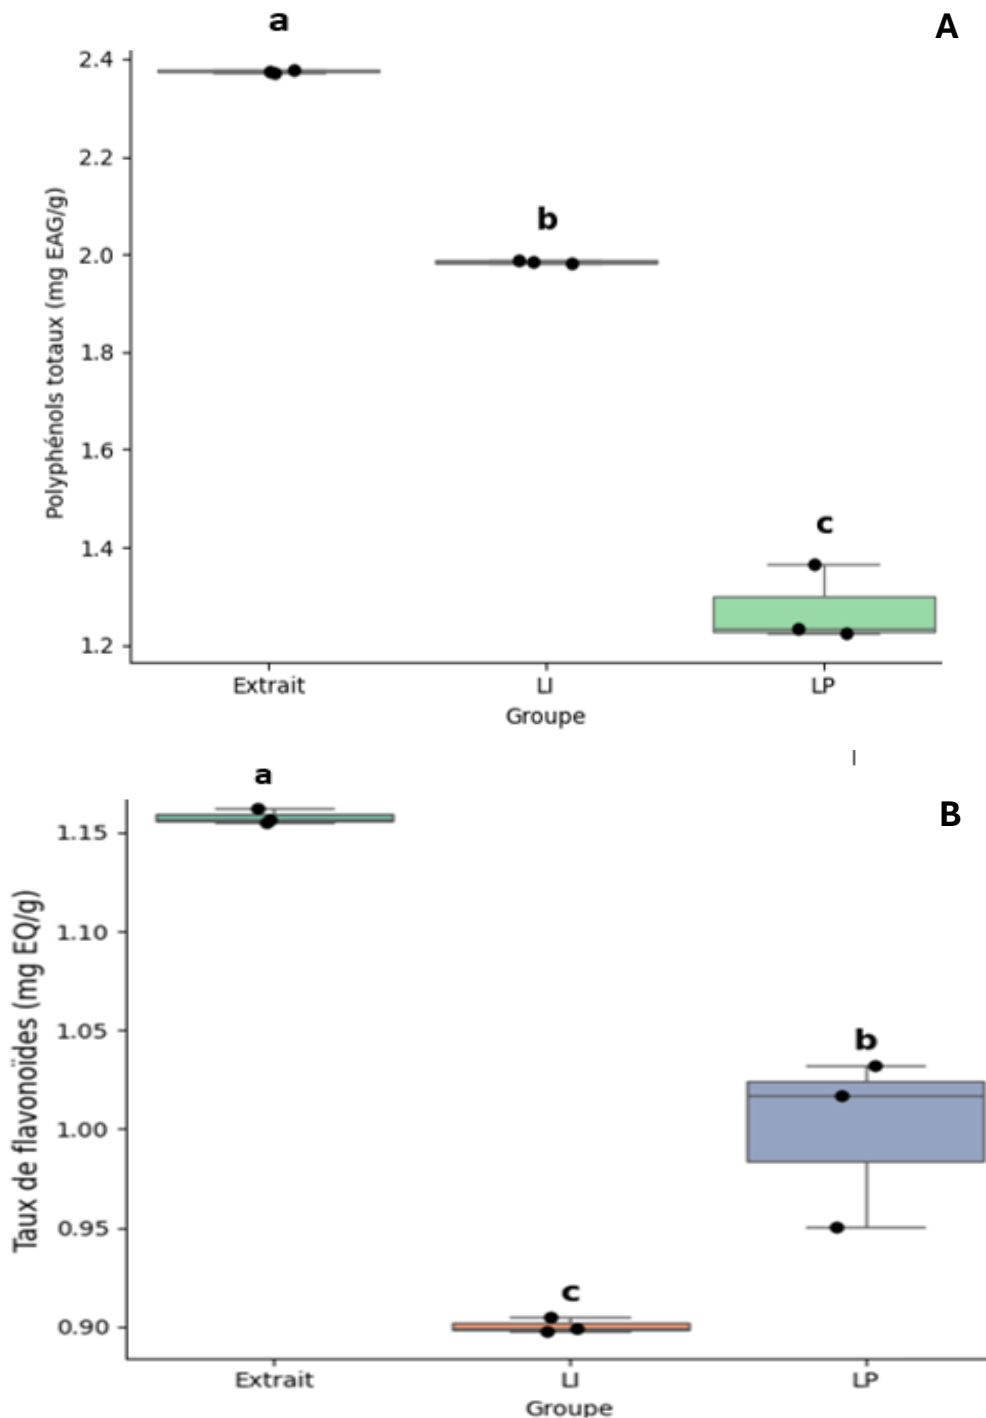 a
A
2.4
2.2
b
2.0
1.8
1.6
c
1.4
1.2
Polyphénols totaux (mg EAG/g)
Extrait LI LP
Groupe
a
B
1.15
1.10
1.05
b
1.00
0.95
c
0.90
Taux de flavonoïdes (mg EQ/g)
Extrait LI LP
Groupe